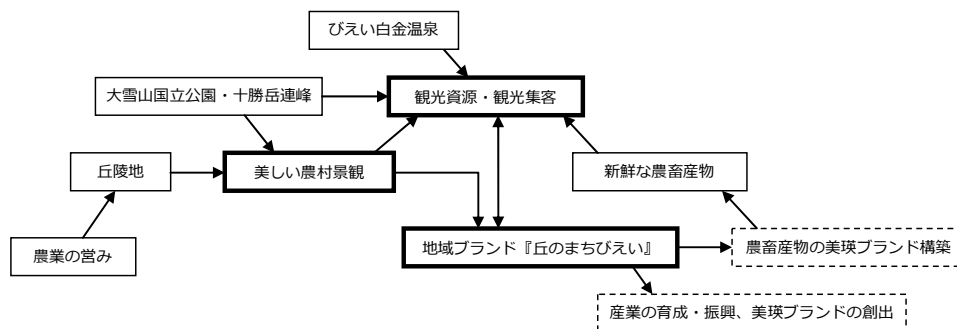 びえい白金温泉
大雪山国立公園・十勝岳連峰
観光資源・観光集客
丘陵地
美しい農村景観
新鮮な農畜産物
農業の営み
地域ブランド『丘のまちびえい』
農畜産物の美瑛ブランド構築
産業の育成・振興、美瑛ブランドの創出